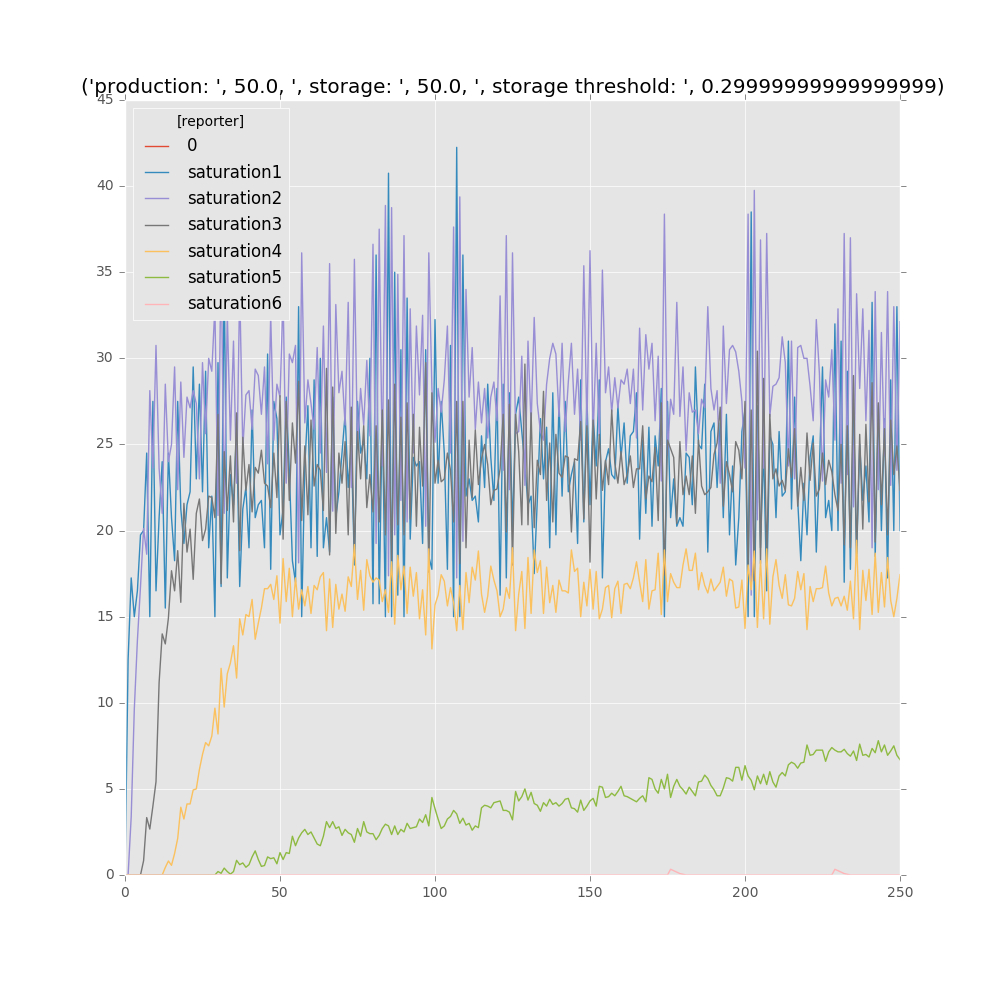 ('production: ', 50.0, ', storage: ', 50.0, ', storage threshold: ', 0.29999999999999999)
45
40
35
30
25
20
15
10
5
0
[reporter]
0
saturation1
saturation2
saturation3
saturation4
saturation5
saturation6
0 50 100 150 200 250